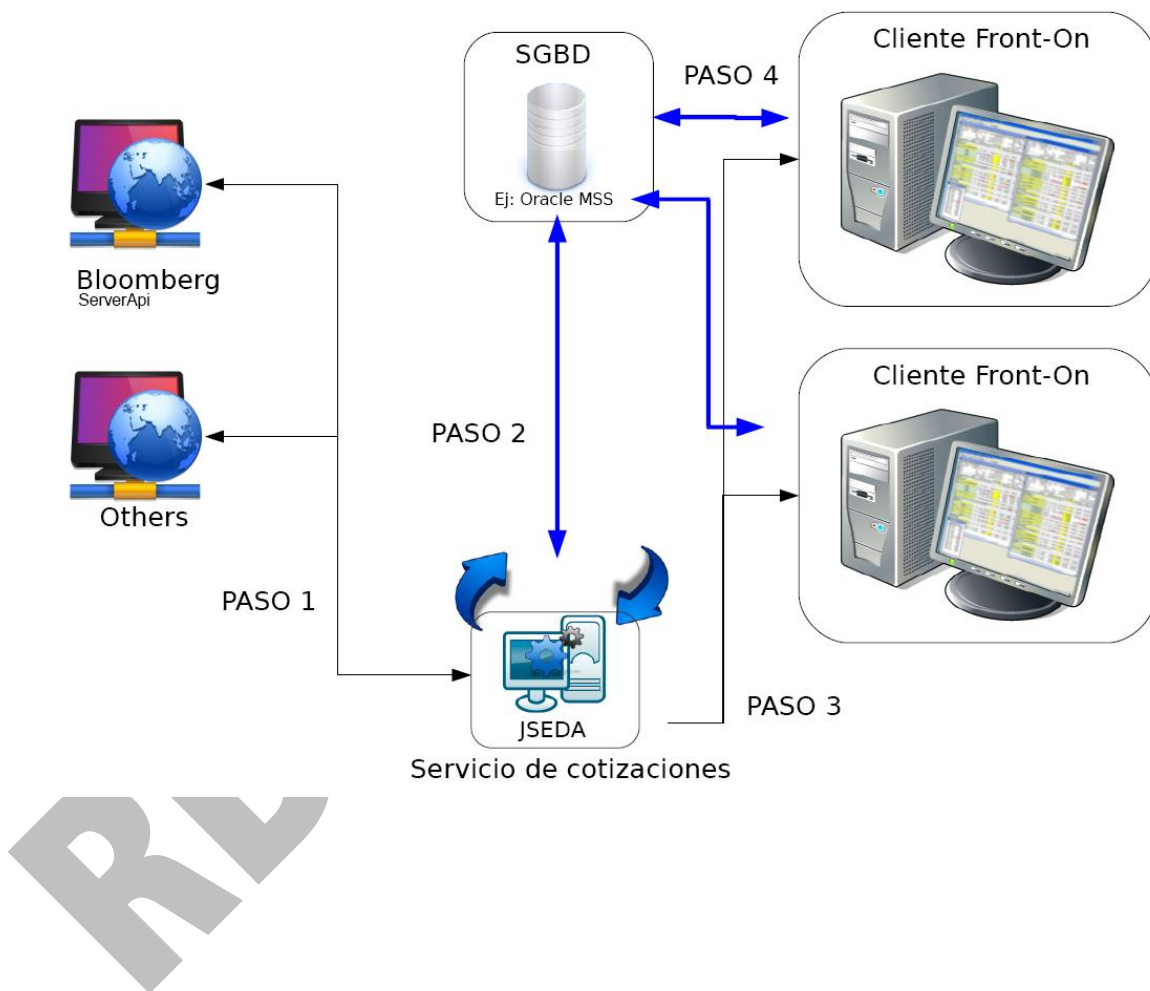 Cliente Front-On
SGBD
PASO 4
Ej: Oracle MSS
Bloomberg
ServerApi
Cliente Front-On
PASO 2
Others
PASO 1
PASO 3
JSEDA
Servicio de cotizaciones